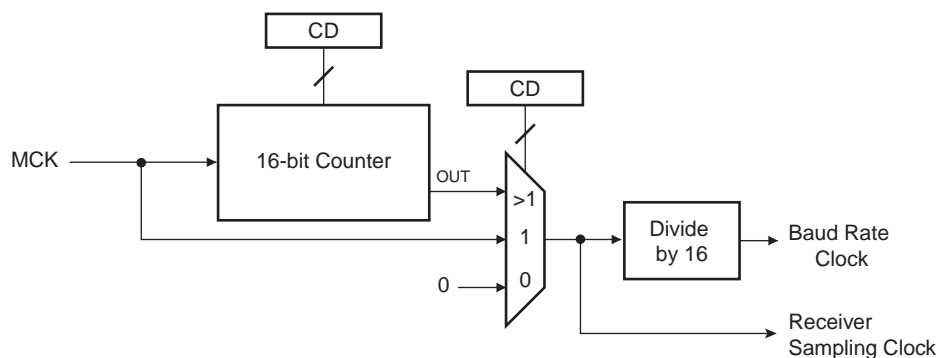 CD
CD
MCK
16-bit Counter
OUT
>1
1
0
0
Divide
by 16
Baud Rate
Clock
Receiver
Sampling Clock